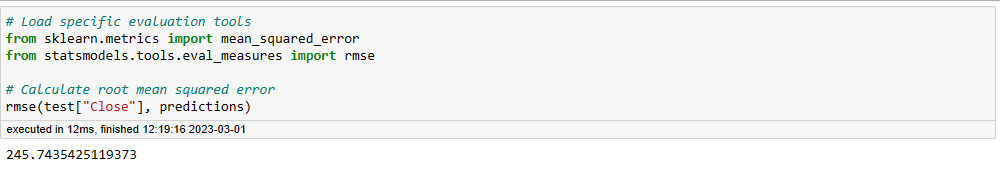 # Load specific evaluation tools
from sklearn.metrics import mean_squared_error
from statsmodels.tools.eval_measures import rmse
# Calculate root mean squared error
rmse(test["Close"], predictions)
executed in 12ms, finished 12:19:16 2023-03-01
245.7435425119373